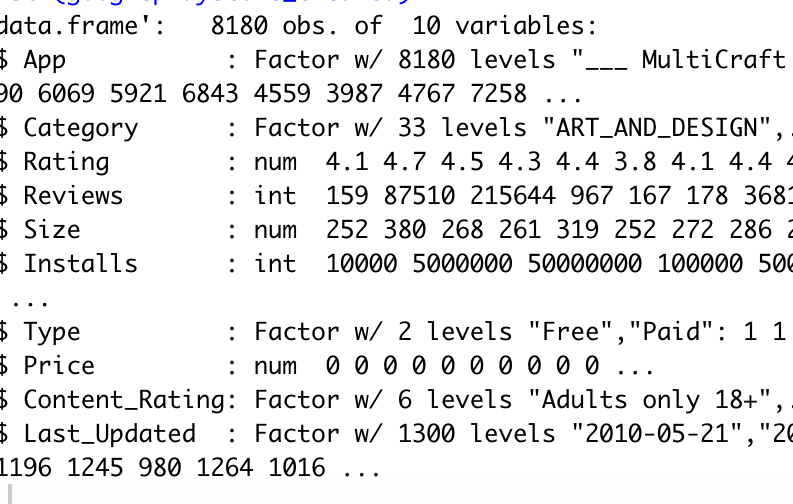 data.frame':   8180 obs. of  10 variables:
$ App           : Factor w/ 8180 levels "___ MultiCraft
90 6069 5921 6843 4559 3987 4767 7258 ...
$ Category      : Factor w/ 33 levels "ART_AND_DESIGN",.
$ Rating        : num  4.1 4.7 4.5 4.3 4.4 3.8 4.1 4.4 4
$ Reviews       : int  159 87510 215644 967 167 178 3681
$ Size          : num  252 380 268 261 319 252 272 286 2
$ Installs      : int  10000 5000000 50000000 100000 500
 ...
$ Type          : Factor w/ 2 levels "Free","Paid": 1 1
$ Price         : num  0 0 0 0 0 0 0 0 0 0 ...
$ Content_Rating: Factor w/ 6 levels "Adults only 18+",.
$ Last_Updated  : Factor w/ 1300 levels "2010-05-21","20
1196 1245 980 1264 1016 ...